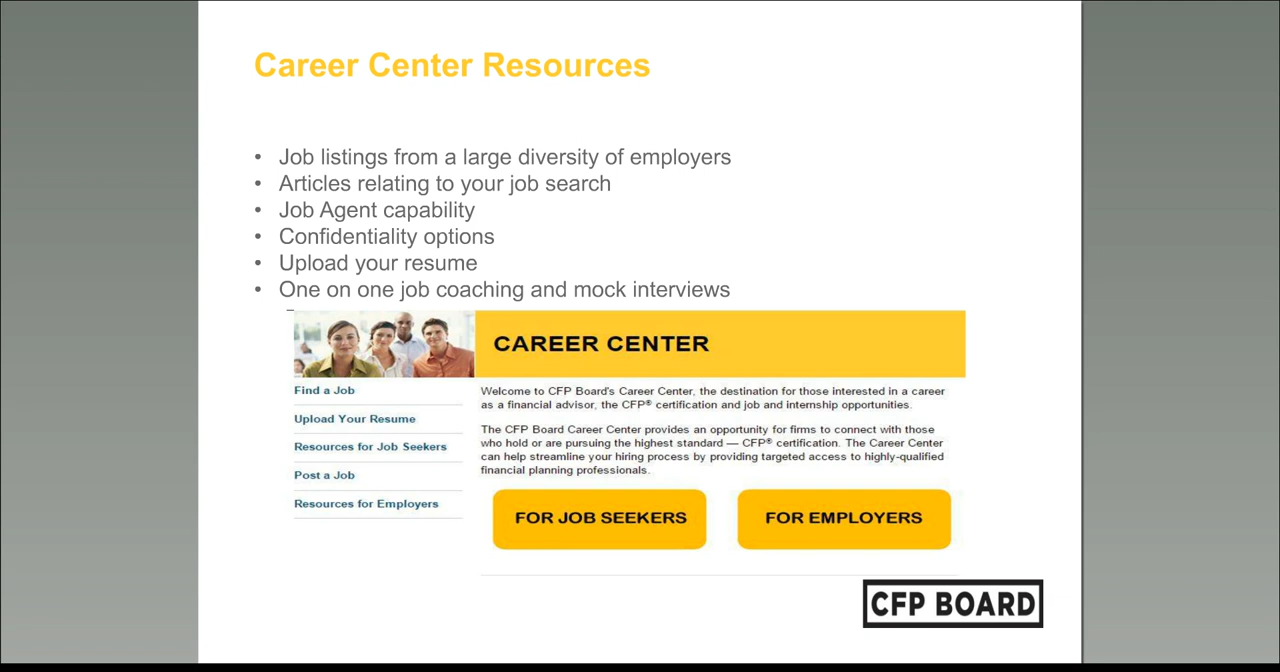 Career Center Resources
• Job listings from a large diversity of employers
• Articles relating to your job search
• Job Agent capability
• Confidentiality options
• Upload your resume
• One on one job coaching and mock interviews
–
CAREER CENTER
Find a Job
Upload Your Resume
Resources for Job Seekers
Post a Job
Resources for Employers
Welcome to CFP Board's Career Center, the destination for those interested in a career
as a financial advisor, the CFP® certification and job and internship opportunities.
The CFP Board Career Center provides an opportunity for firms to connect with those
who hold or are pursuing the highest standard — CFP® certification. The Career Center
can help streamline your hiring process by providing targeted access to highly-qualified
financial planning professionals.
FOR JOB SEEKERS
FOR EMPLOYERS
CFP BOARD